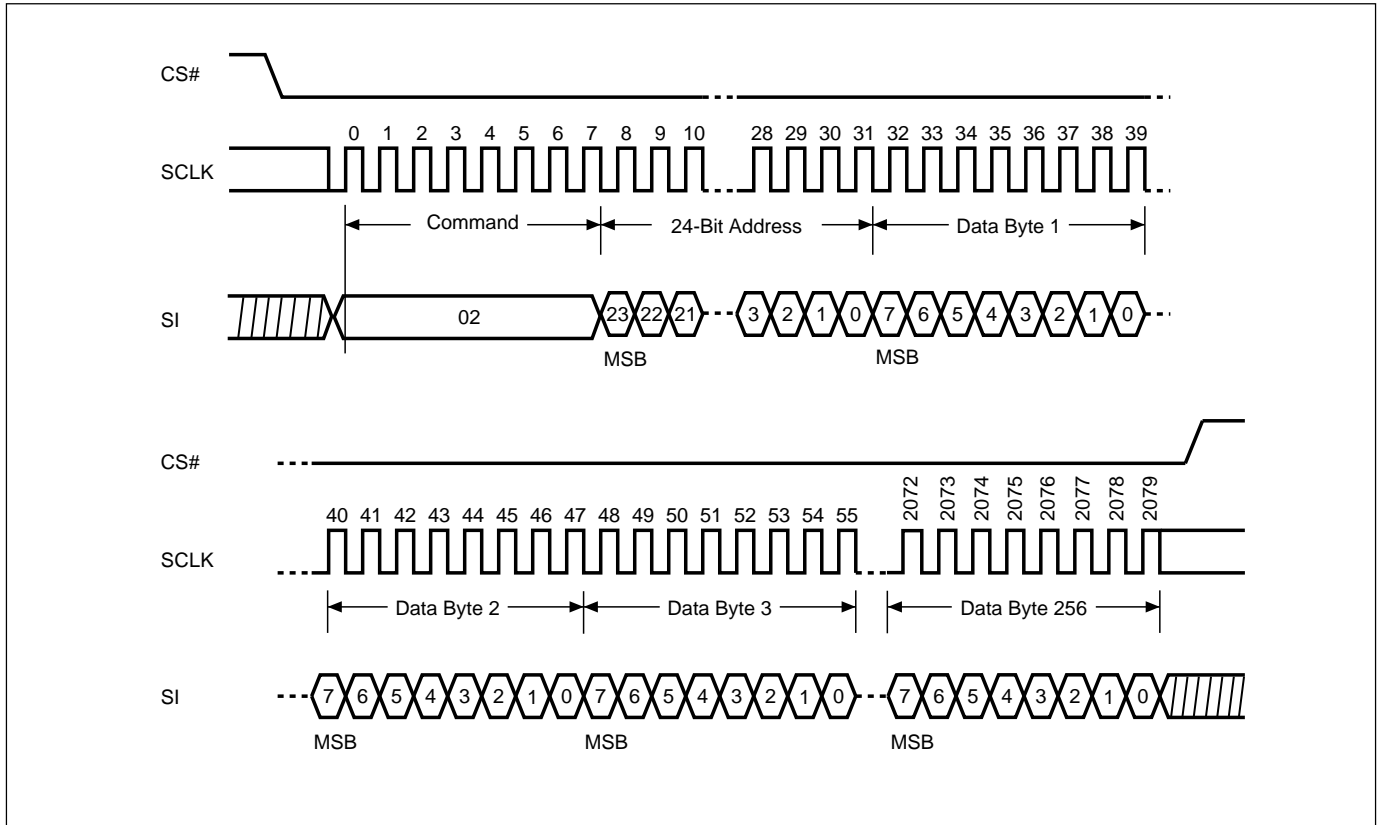 CS#
0 1 2 3 4 5 6 7 8 9 10 28 29 30 31 32 33 34 35 36 37 38 39
SCLK
Command 24-Bit Address Data Byte 1
SI 02 23 22 21 3 2 1 0 7 6 5 4 3 2 1 0
MSB MSB
CS#
40 41 42 43 44 45 46 47 48 49 50 51 52 53 54 55 2072 2073 2074 2075 2076 2077 2078 2079
SCLK
Data Byte 2 Data Byte 3 Data Byte 256
SI 7 6 5 4 3 2 1 0 7 6 5 4 3 2 1 0 7 6 5 4 3 2 1 0
MSB MSB MSB